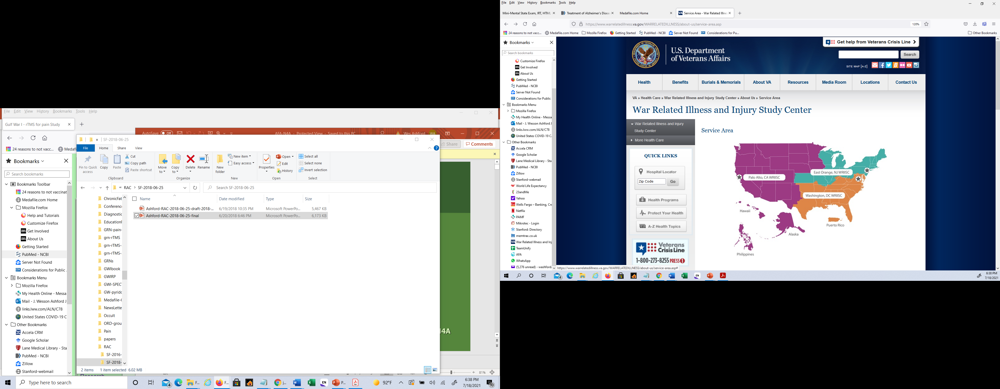 File Edit View History Bookmarks Tools Help
Gulf War I - rTMS for pain Study
24 reasons to not vacc...
Medafi
Bookmarks
Search bookmarks
Bookmarks Toolbar
24 reasons to not vaccinat
Medafile.com Home
Mozilla Firefox
Help and Tutorials
Customize Firefox
Get Involved
About Us
Getting Started
PubMed - NCBI
Server Not Found
Considerations for Public
Bookmarks Menu
Mozilla Firefox
My Health Online - Messa
Mail - J. Wesson Ashford J
links.lww.com/ALN/C78
United States COVID-19 C
Other Bookmarks
Accela CRM
Google Scholar
Lane Medical Library - Sta
PubMed - NCBI
Zillow
Stanford-webmail
AutoSave Off
AFA-N4A - Protected View - Saved to this PC
Wes Ashford WA
Share Comments
SF-2018-06-25
File Home Share View
Pin to Quick access
Copy
Paste
Cut
Copy path
Paste shortcut
Clipboard
Move to
Copy to
Delete
Rename
Organize
New folder
New item
Easy access
New
Properties
Open
Edit
History
Open
Select all
Select none
Invert selection
Select
« RAC > SF-2018-06-25
Search SF-2018-06-25
ChronicFat
Conference
Diagnostic
Education
GRN-pain-
grn-rTMS
grn-rTMS-
grn-rTMS-
GRNs
GWIbook
GWIRP
GWI-SPEC
GW-pyrido
Medafile-
NewsLette
Occult
ORD-grou
Pain
papers
RAC
SF-2016-
SF-2018-
Name Date modified Type Size
Ashford-RAC-2018-06-25-draft-2018-... 6/19/2018 10:35 PM Microsoft PowerPo... 5,467 KB
Ashford-RAC-2018-06-25-final 6/20/2018 6:46 PM Microsoft PowerPo... 6,173 KB
I4A
2 items 1 item selected 6.02 MB
81%
Type here to search
4
F...
F...
j...
EN
P...
92°F
6:38 PM
7/18/2021
10
File Edit View History Bookmarks Tools Help
Mini-Mental State Exam, IRT, HTML
Treatment of Alzheimer's Diseas
Medafile.com Home
VA Service Area - War Related Illne
https://www.warrelatedillness.va.gov/WARRELATEDILLNESS/about-us/service-area.asp
120%
24 reasons to not vacc...
Medafile.com Home
Mozilla Firefox
Getting Started
PubMed - NCBI
Server Not Found
Considerations for Pu...
Other Bookmarks
Bookmarks
Search bookmarks
Customize Firefox
Get Involved
About Us
Getting Started
PubMed - NCBI
Server Not Found
Considerations for Public
Bookmarks Menu
Mozilla Firefox
My Health Online - Messa
Mail - J. Wesson Ashford J
links.lww.com/ALN/C78
United States COVID-19 C
Other Bookmarks
Accela CRM
Google Scholar
Lane Medical Library - Sta
PubMed - NCBI
Zillow
Stanford-webmail
World Life Expectancy
23andMe
Yahoo
Wells Fargo – Banking, Cre
Netflix
PAMF
Mikrotec - Login
Stanford: Directory
memtrax.co.uk
War Related Illness and Inj
TeamUnify
AFA
WhatsApp
(5,276 unread) - washford.
U.S. Department
of Veterans Affairs
Get help from Veterans Crisis Line
Search
SITE MAP [A-Z]
Health
Benefits
Burials & Memorials
About VA
Resources
Media Room
Locations
Contact Us
VA » Health Care » War Related Illness and Injury Study Center » About Us » Service Area
War Related Illness and Injury Study Center
War Related Illness and Injury
Study Center
More Health Care
QUICK LINKS
Hospital Locator
Zip Code
Go
Health Programs
Protect Your Health
A-Z Health Topics
Veterans
Crisis Line
1-800-273-8255 PRESS 1
Service Area
East Orange, NJ WRIISC
Palo Alto, CA WRIISC
Washington, DC WRIISC
Hawaii
Alaska
Puerto Rico
Philippines
https://www.warrelatedillness.va.gov/WARRELATEDILLNESS/about-us/service-area.asp#
4
EN
6:38 PM
7/18/2021